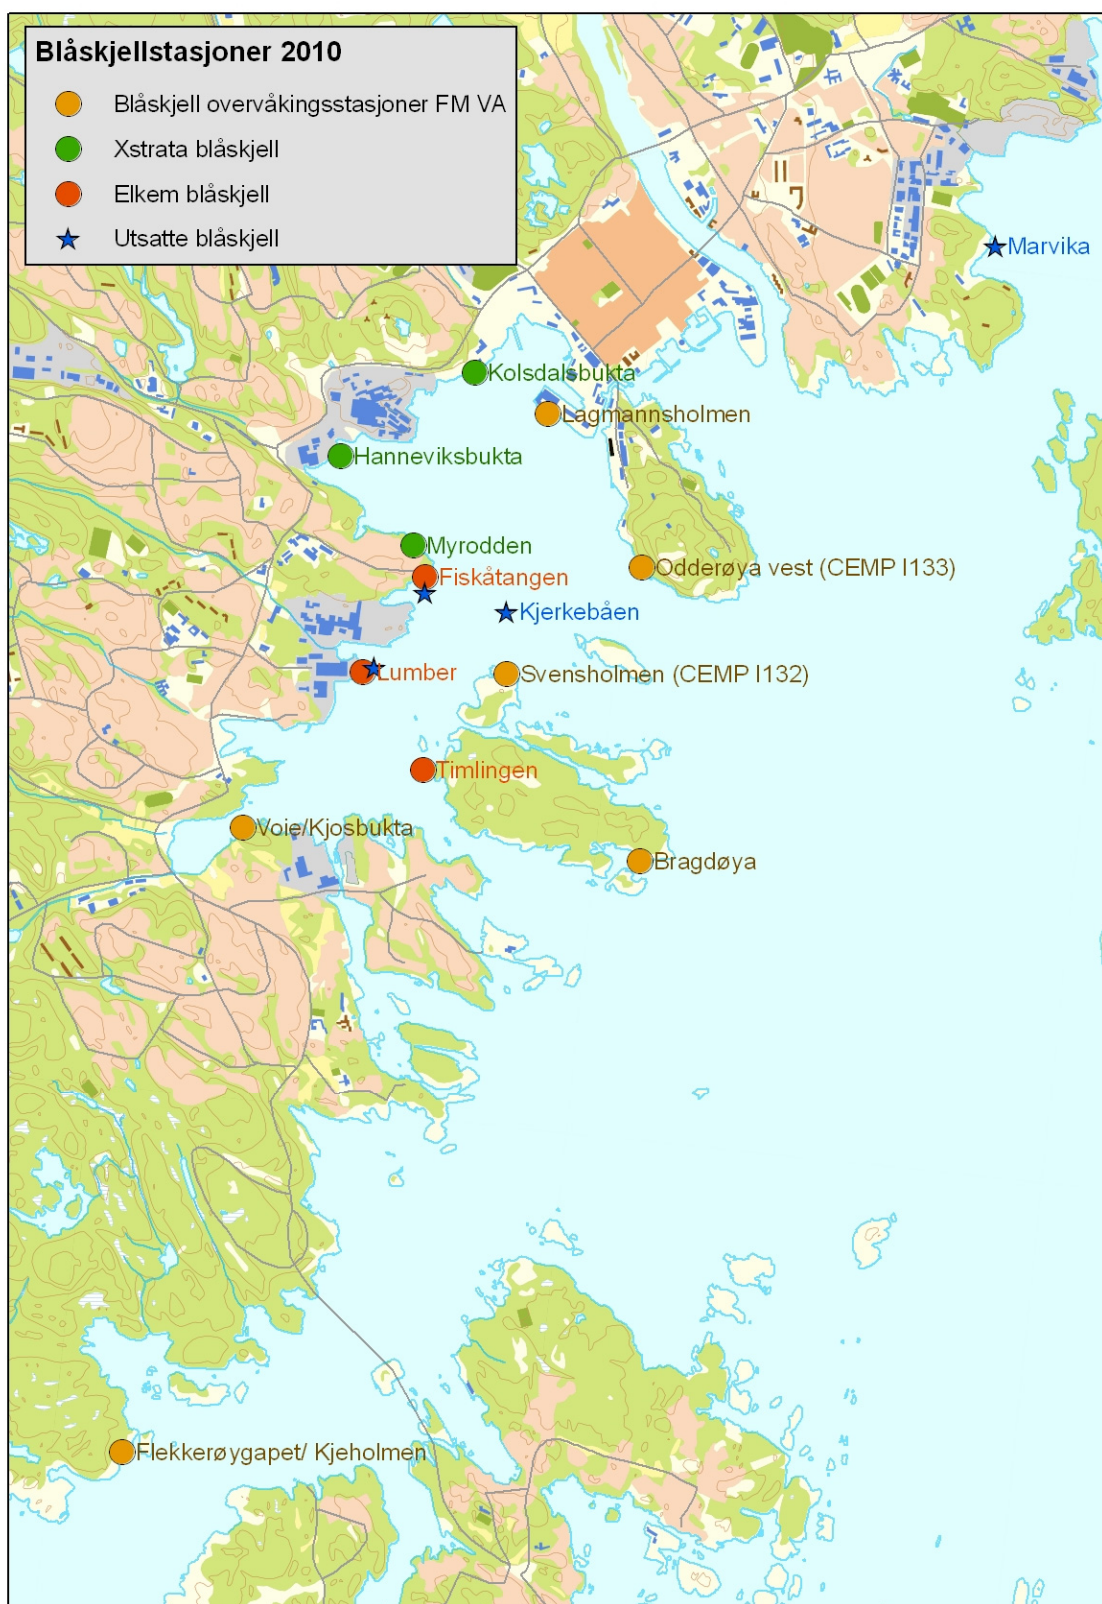 Blåskjellstasjoner 2010
Blåskjell overvåkingsstasjoner FM VA
Xstrata blåskjell
Elkem blåskjell
Utsatte blåskjell
Marvika
Kolsdalsbukta
Lagmannsholmen
Hanneviksbukta
Myrodden
Odderøya vest (CEMP I133)
Fiskåtangen
Kjerkebåen
Lumber
Svensholmen (CEMP I132)
Timlingen
Voie/Kjosbukta
Bragdøya
Flekkerøygapet/ Kjeholmen